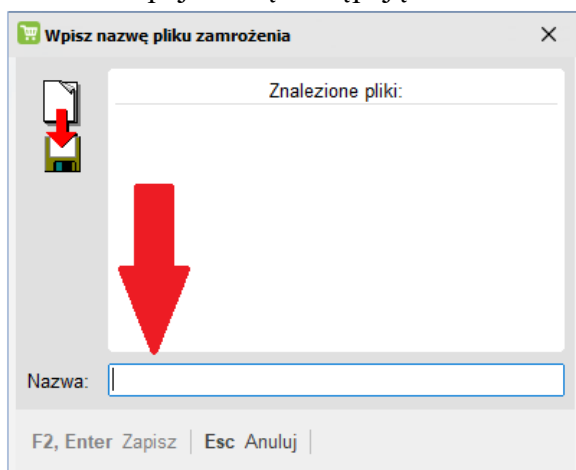 Wpisz nazwę pliku zamrożenia
Znalezione pliki:
Nazwa:
F2, Enter Zapisz | Esc Anuluj |